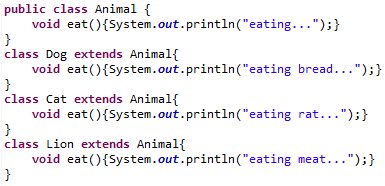 public class Animal {
void eat(){System.out.println("eating...");}
}
class Dog extends Animal{
void eat(){System.out.println("eating bread...");}
}
class Cat extends Animal{
void eat(){System.out.println("eating rat...");}
}
class Lion extends Animal{
void eat(){System.out.println("eating meat...");}
}